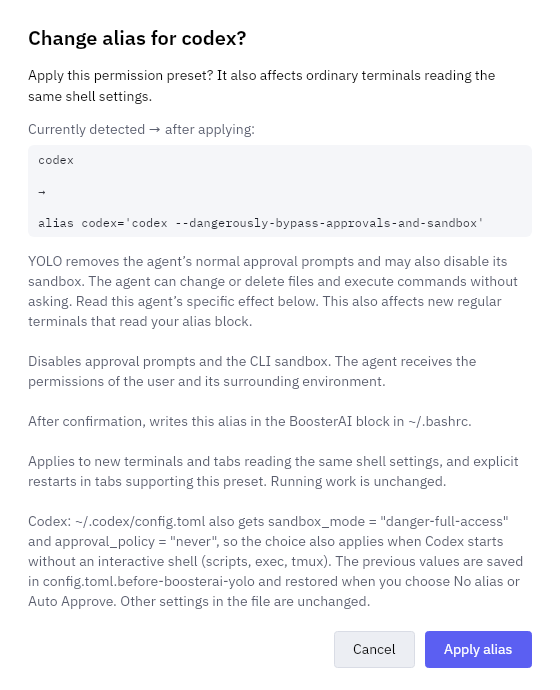 Change alias for codex?
Apply this permission preset? It also affects ordinary terminals reading the
same shell settings.
Currently detected → after applying:
codex
→
alias codex='codex --dangerously-bypass-approvals-and-sandbox'
YOLO removes the agent’s normal approval prompts and may also disable its
sandbox. The agent can change or delete files and execute commands without
asking. Read this agent’s specific effect below. This also affects new regular
terminals that read your alias block.
Disables approval prompts and the CLI sandbox. The agent receives the
permissions of the user and its surrounding environment.
After confirmation, writes this alias in the BoosterAI block in ~/.bashrc.
Applies to new terminals and tabs reading the same shell settings, and explicit
restarts in tabs supporting this preset. Running work is unchanged.
Codex: ~/.codex/config.toml also gets sandbox_mode = "danger-full-access"
and approval_policy = "never", so the choice also applies when Codex starts
without an interactive shell (scripts, exec, tmux). The previous values are saved
in config.toml.before-boosterai-yolo and restored when you choose No alias or
Auto Approve. Other settings in the file are unchanged.
Cancel
Apply alias